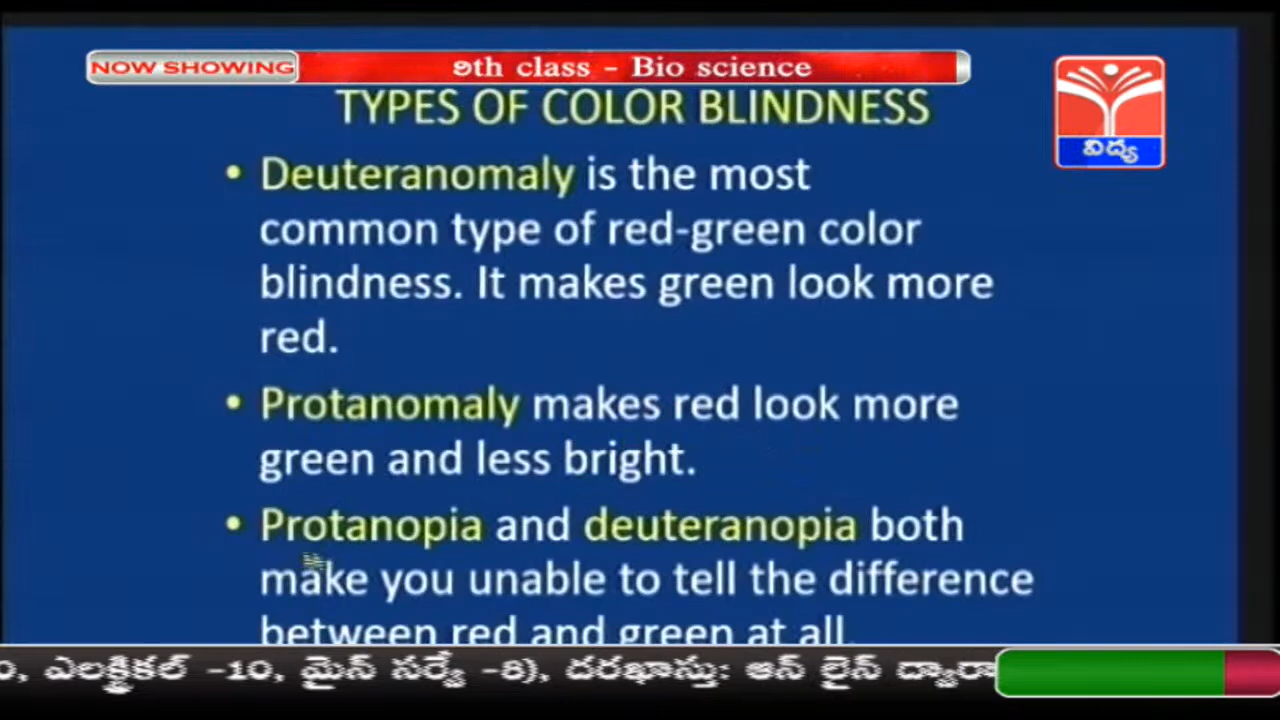 NOW SHOWING
9th class - Bio science
TYPES OF COLOR BLINDNESS
విద్య
• Deuteranomaly is the most
common type of red-green color
blindness. It makes green look more
red.
• Protanomaly makes red look more
green and less bright.
• Protanopia and deuteranopia both
make you unable to tell the difference
between red and green at all.
ఎలక్ట్రికల్ -10, మైన్ సర్వే -8), దరఖాస్తు: ఆన్ లైన్ ద్వారా